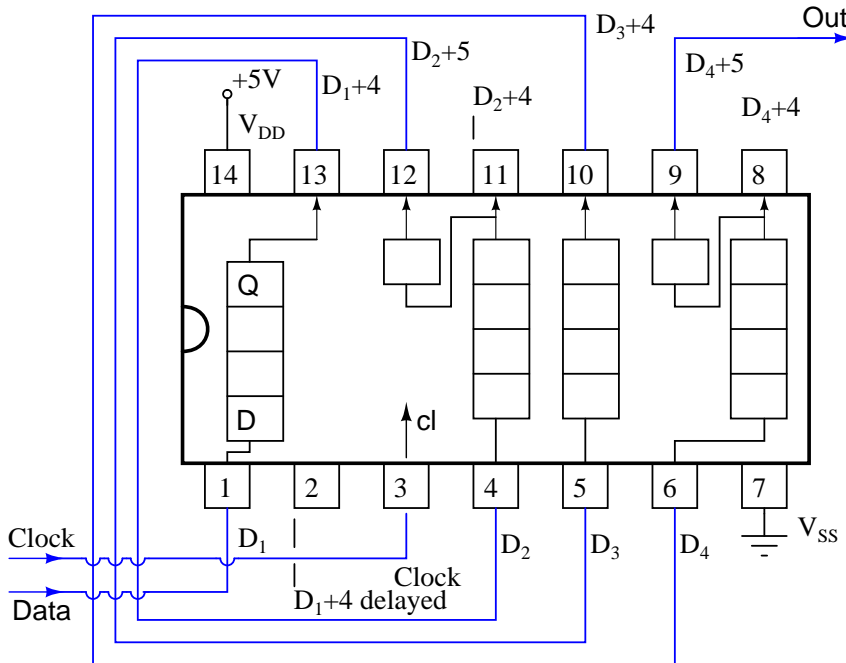 Out
D3+4
D2+5
D4+5
+5V
D1+4
D2+4
D4+4
VDD
14
13
12
11
10
9
8
Q
D
cl
1
2
3
4
5
6
7
Clock
D1
D2
D3
D4
VSS
Clock
Data
D1+4 delayed